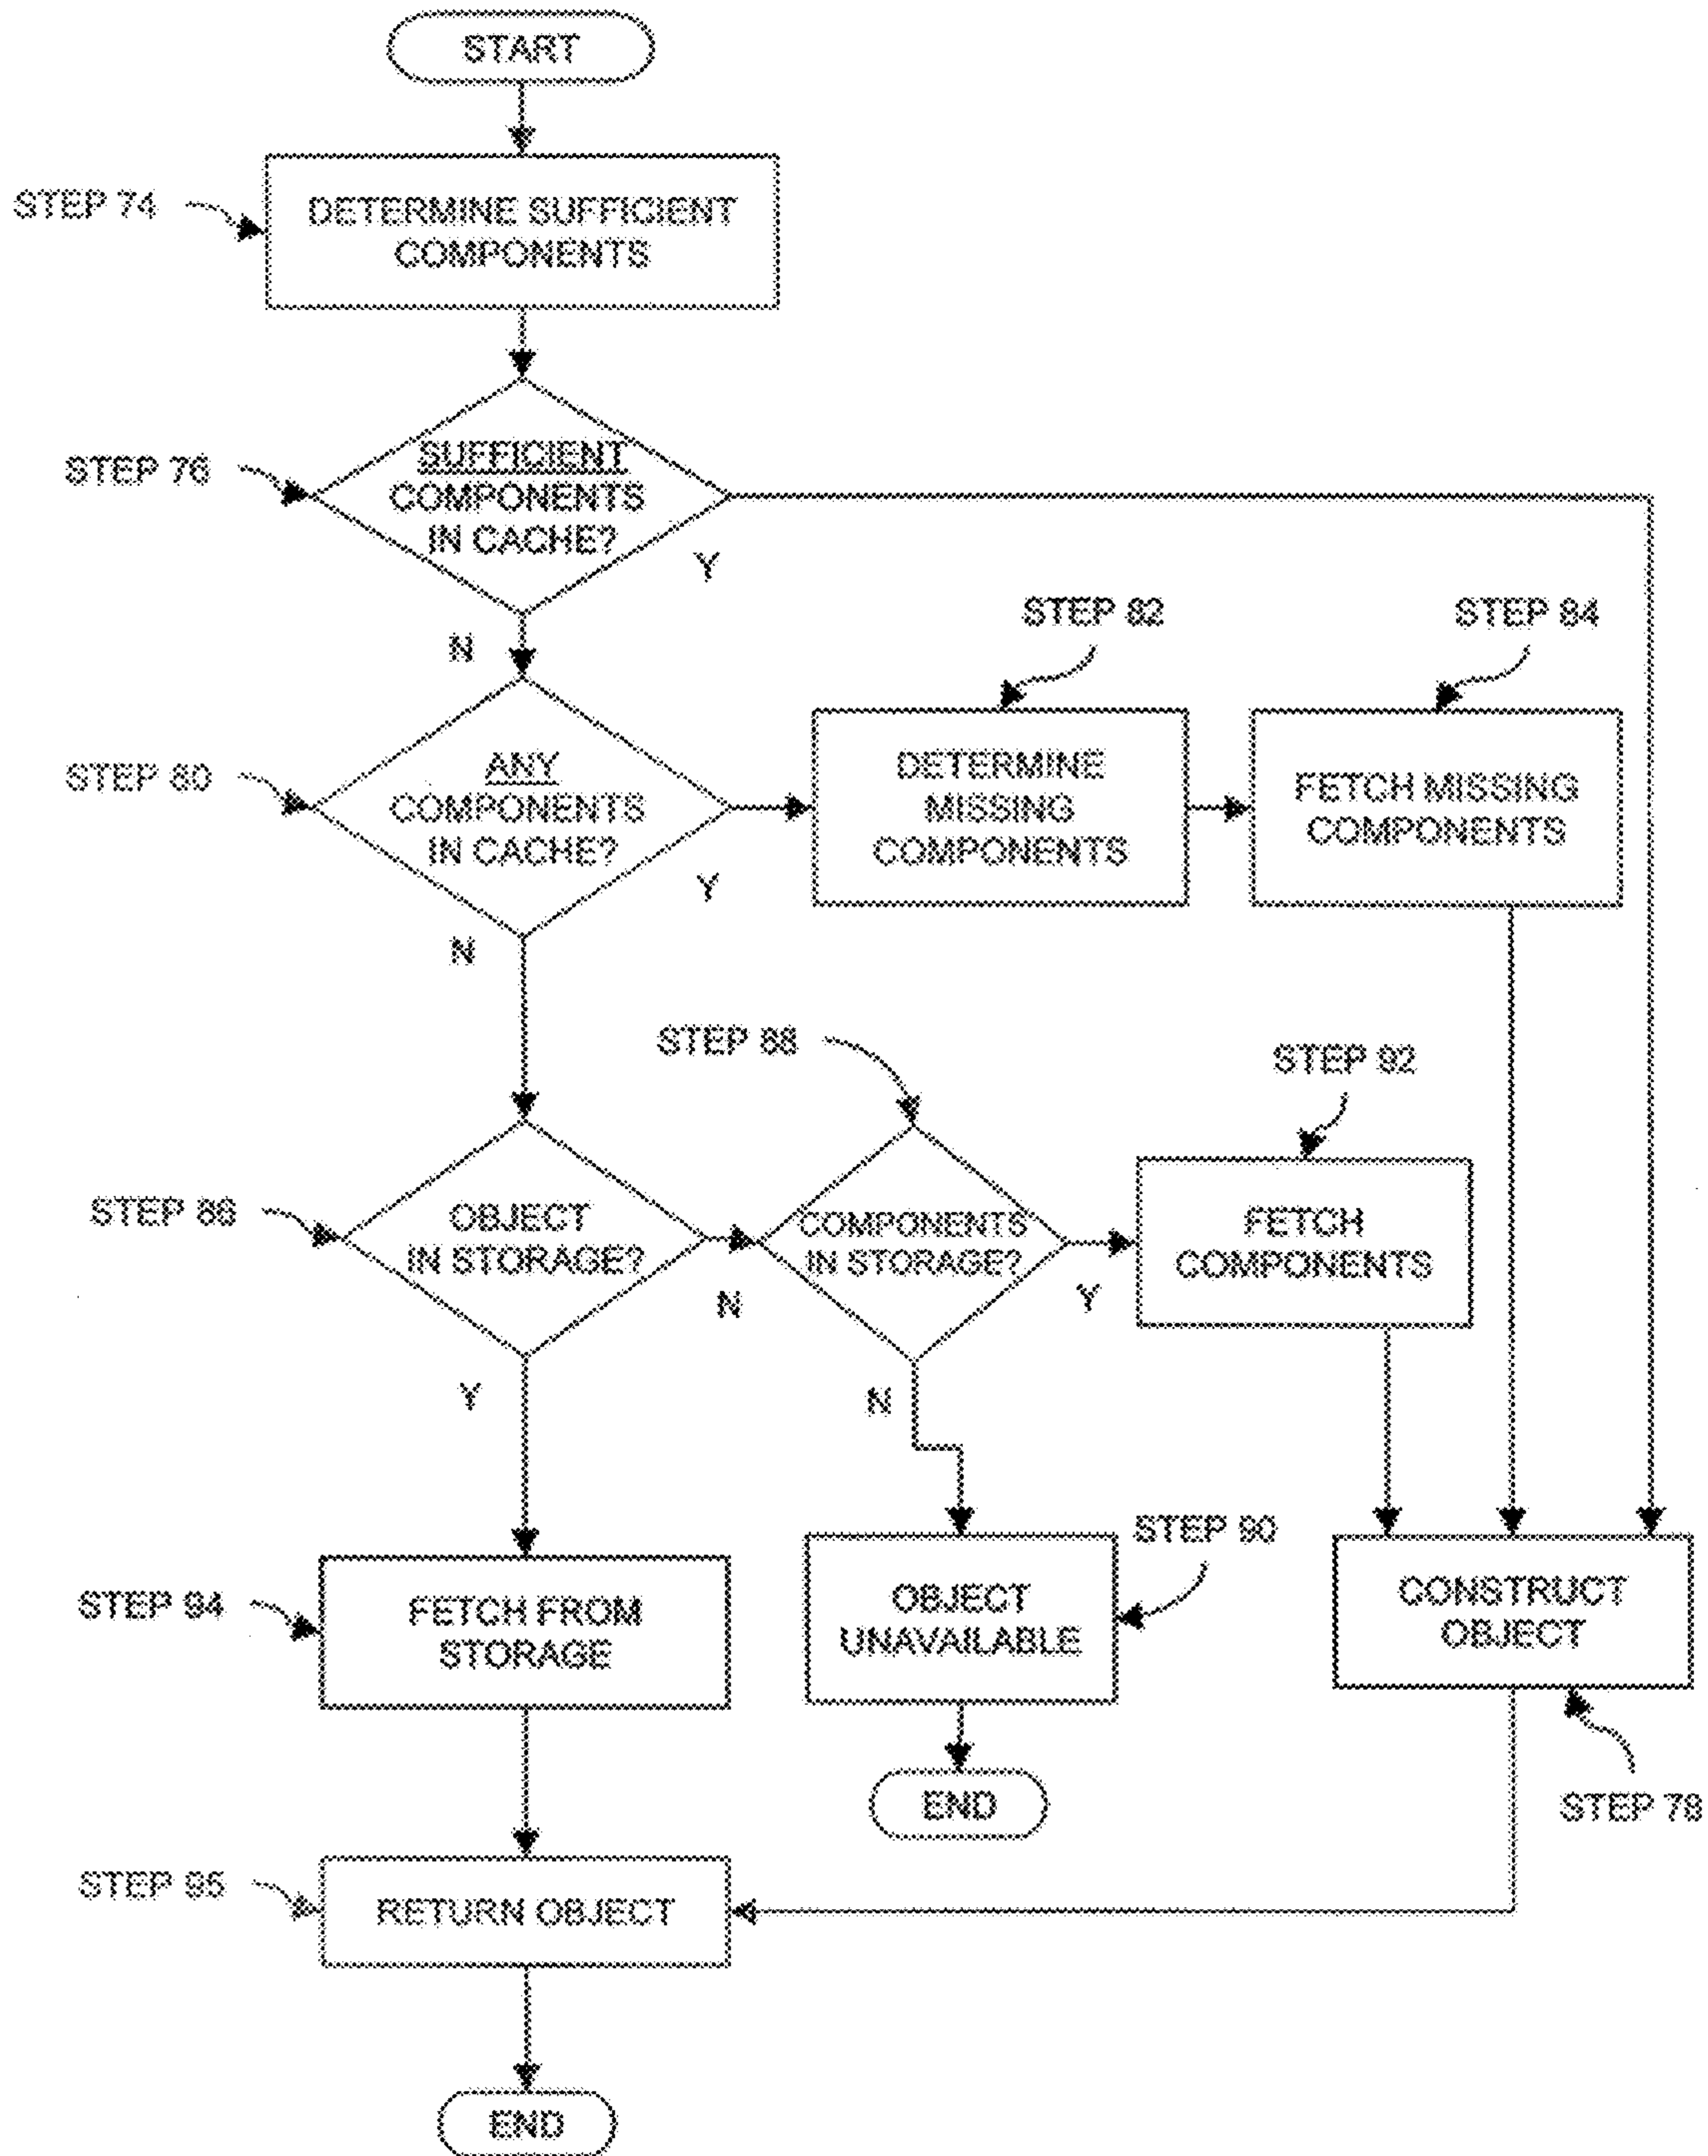 START
STEP 74
DETERMINE SUFFICIENT
COMPONENTS
STEP 76
SUFFICIENT
COMPONENTS
IN CACHE?
Y
N
STEP 82
STEP 84
STEP 80
ANY
COMPONENTS
IN CACHE?
Y
N
DETERMINE
MISSING
COMPONENTS
FETCH MISSING
COMPONENTS
STEP 88
STEP 92
STEP 86
OBJECT
IN STORAGE?
N
Y
COMPONENTS
IN STORAGE?
Y
N
FETCH
COMPONENTS
STEP 94
FETCH FROM
STORAGE
OBJECT
UNAVAILABLE
STEP 90
CONSTRUCT
OBJECT
END
STEP 78
STEP 95
RETURN OBJECT
END